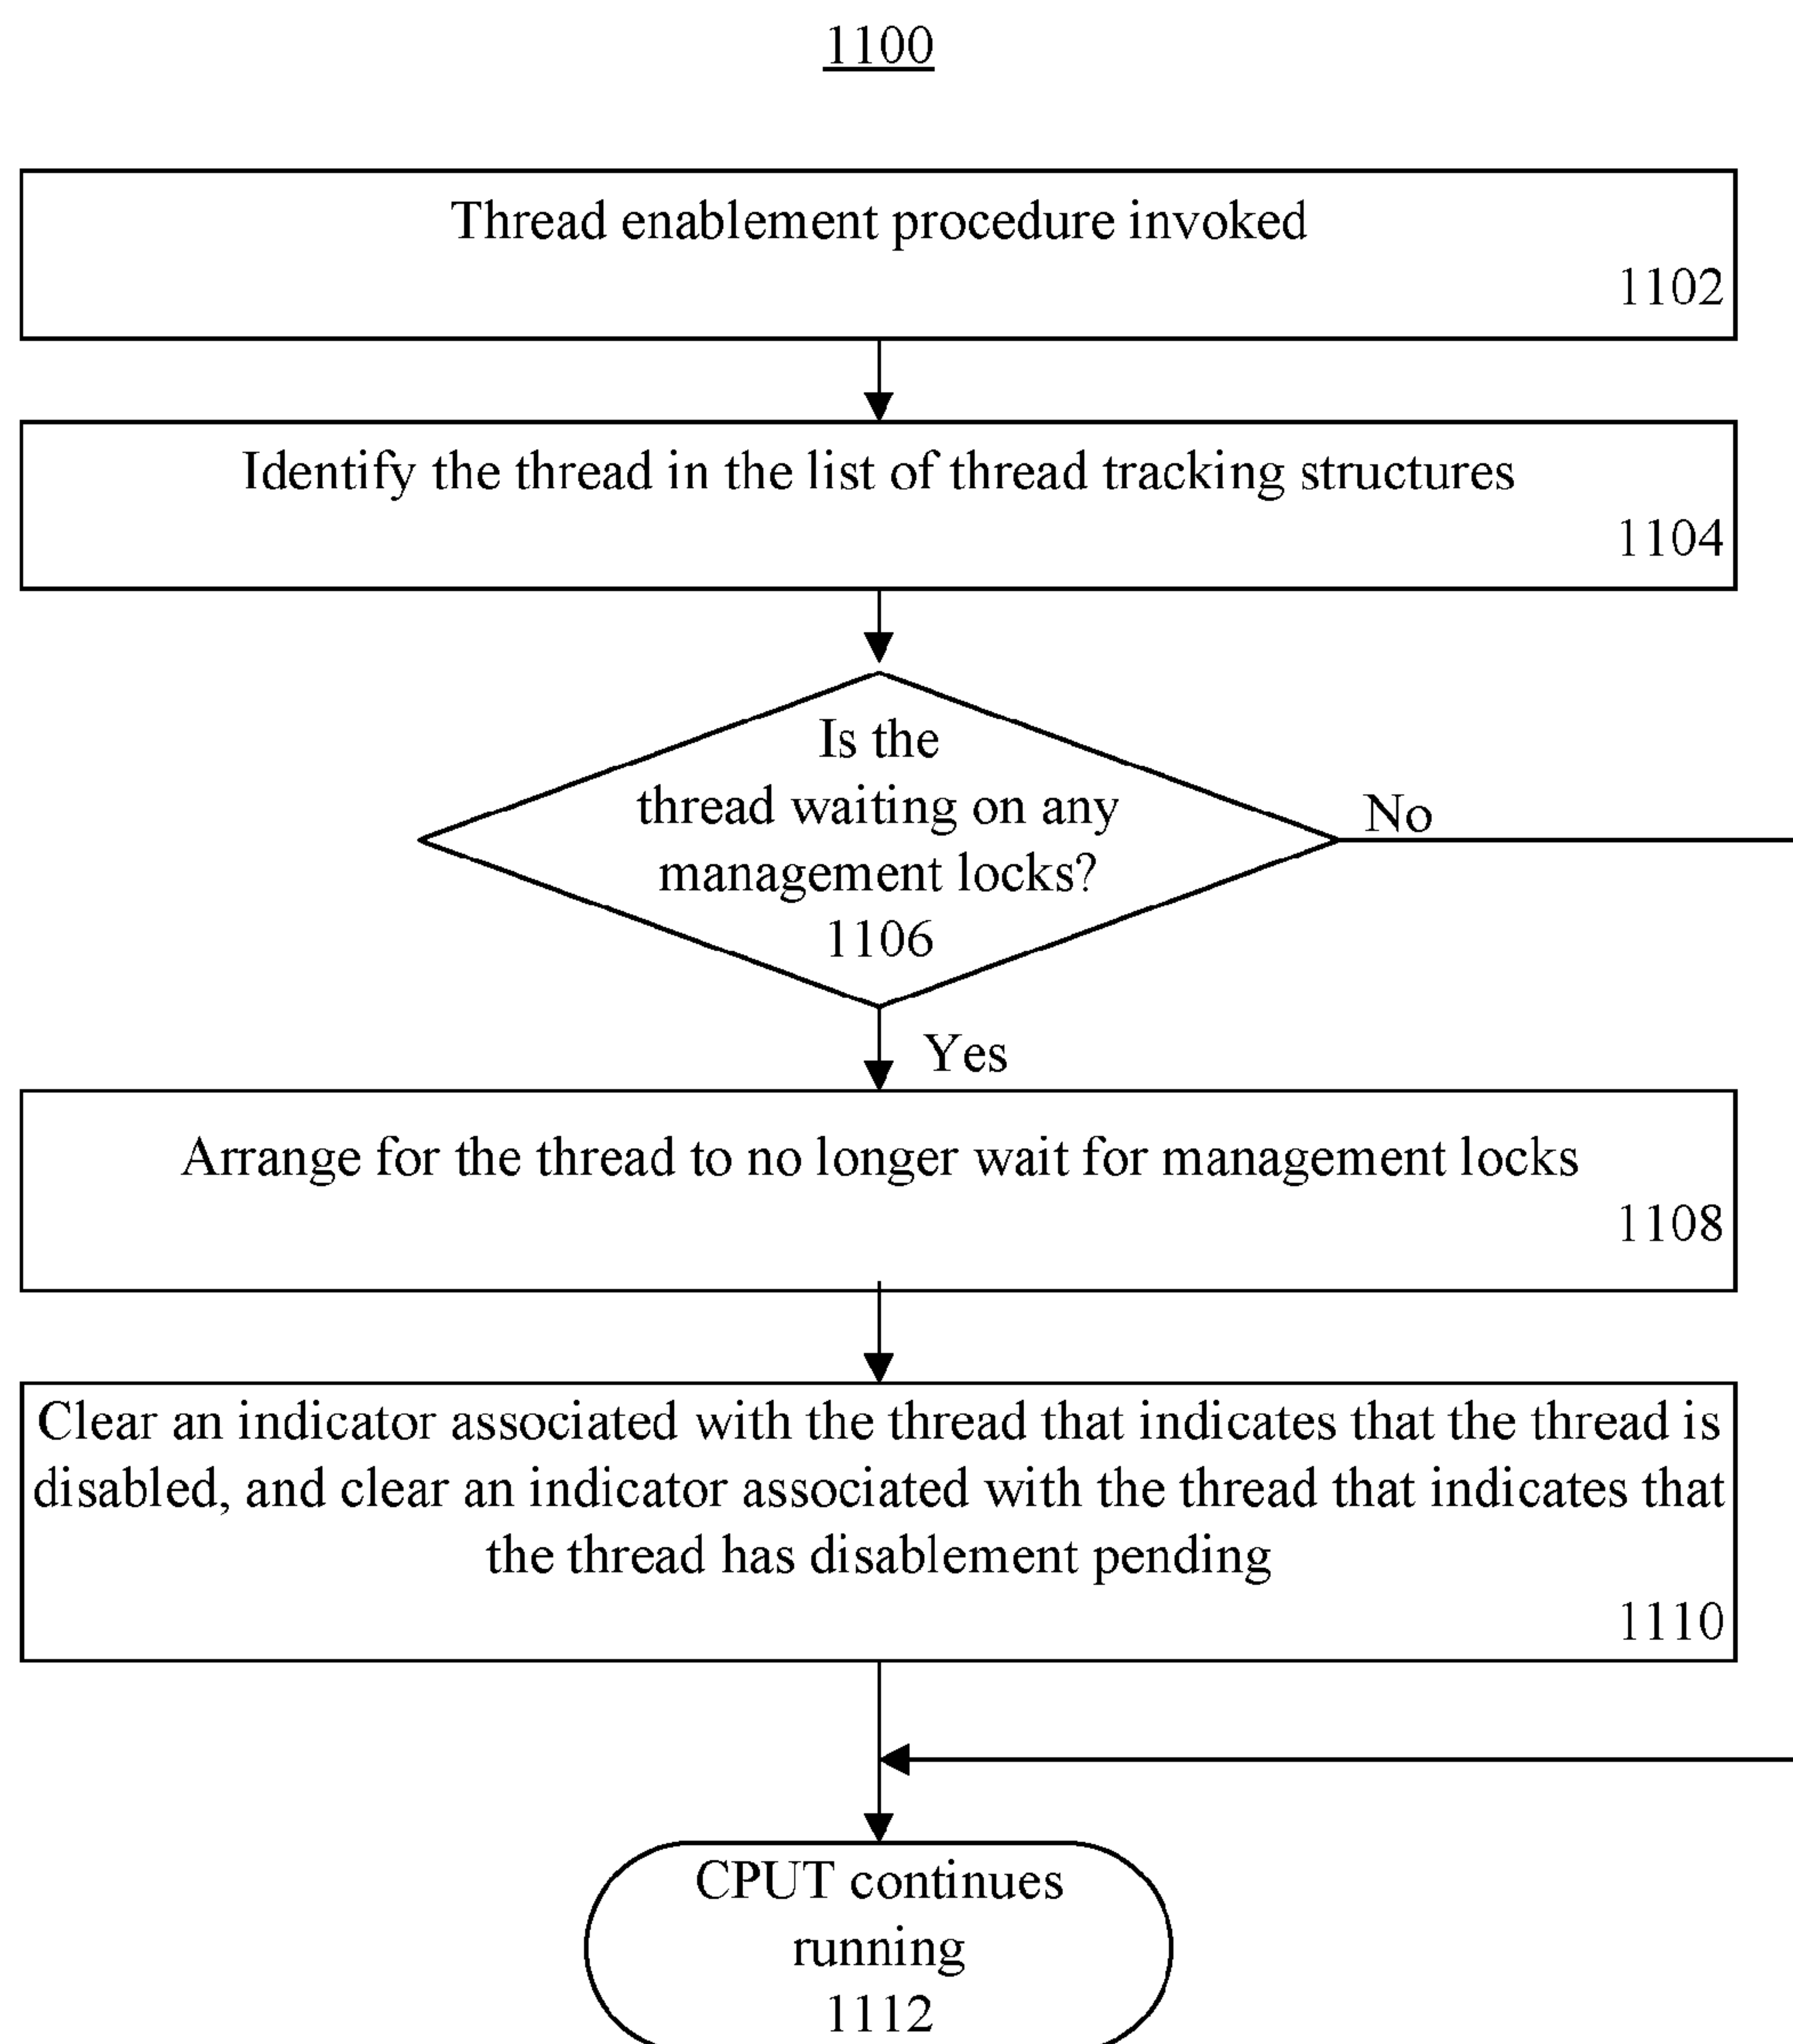 1100
Thread enablement procedure invoked
1102
Identify the thread in the list of thread tracking structures
1104
Is the
thread waiting on any
management locks?
1106
No
Yes
Arrange for the thread to no longer wait for management locks
1108
Clear an indicator associated with the thread that indicates that the thread is
disabled, and clear an indicator associated with the thread that indicates that
the thread has disablement pending
1110
CPUT continues
running
1112